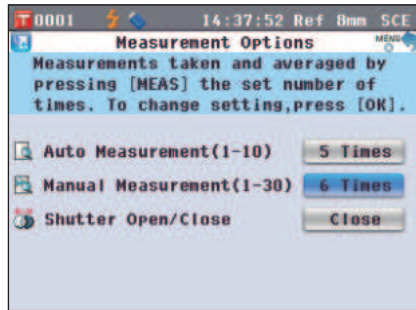 T 0001 14:37:52 Ref 8mm SCE
Measurement Options MENU
Measurements taken and averaged by
pressing [MEAS] the set number of
times. To change setting,press [OK].
Auto Measurement(1-10) 5 Times
Manual Measurement(1-30) 6 Times
Shutter Open/Close Close